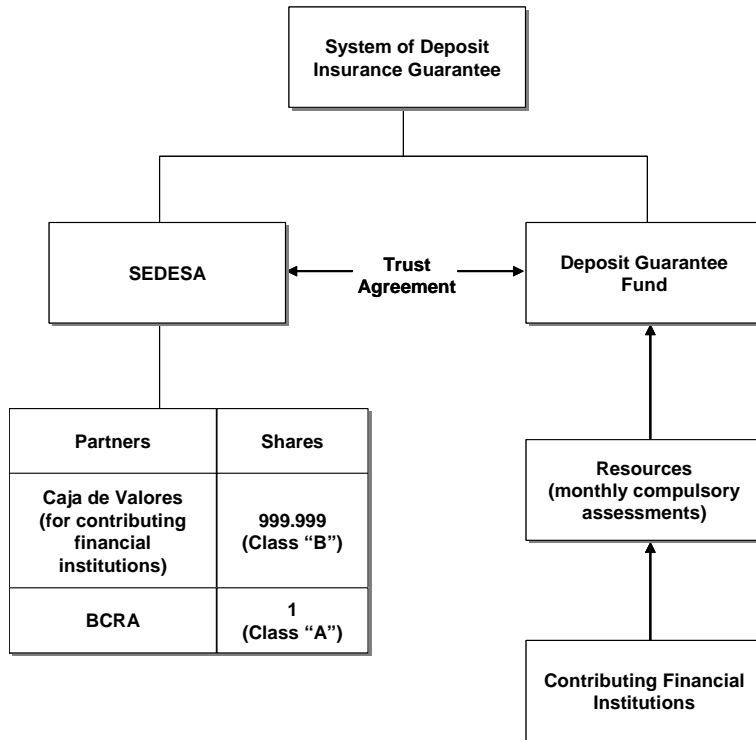 System of Deposit
Insurance Guarantee
SEDESA
Trust
Agreement
Deposit Guarantee
Fund
Partners
Shares
Caja de Valores
(for contributing
financial
institutions)
999.999
(Class “B”)
BCRA
1
(Class “A”)
Resources
(monthly compulsory
assessments)
Contributing Financial
Institutions